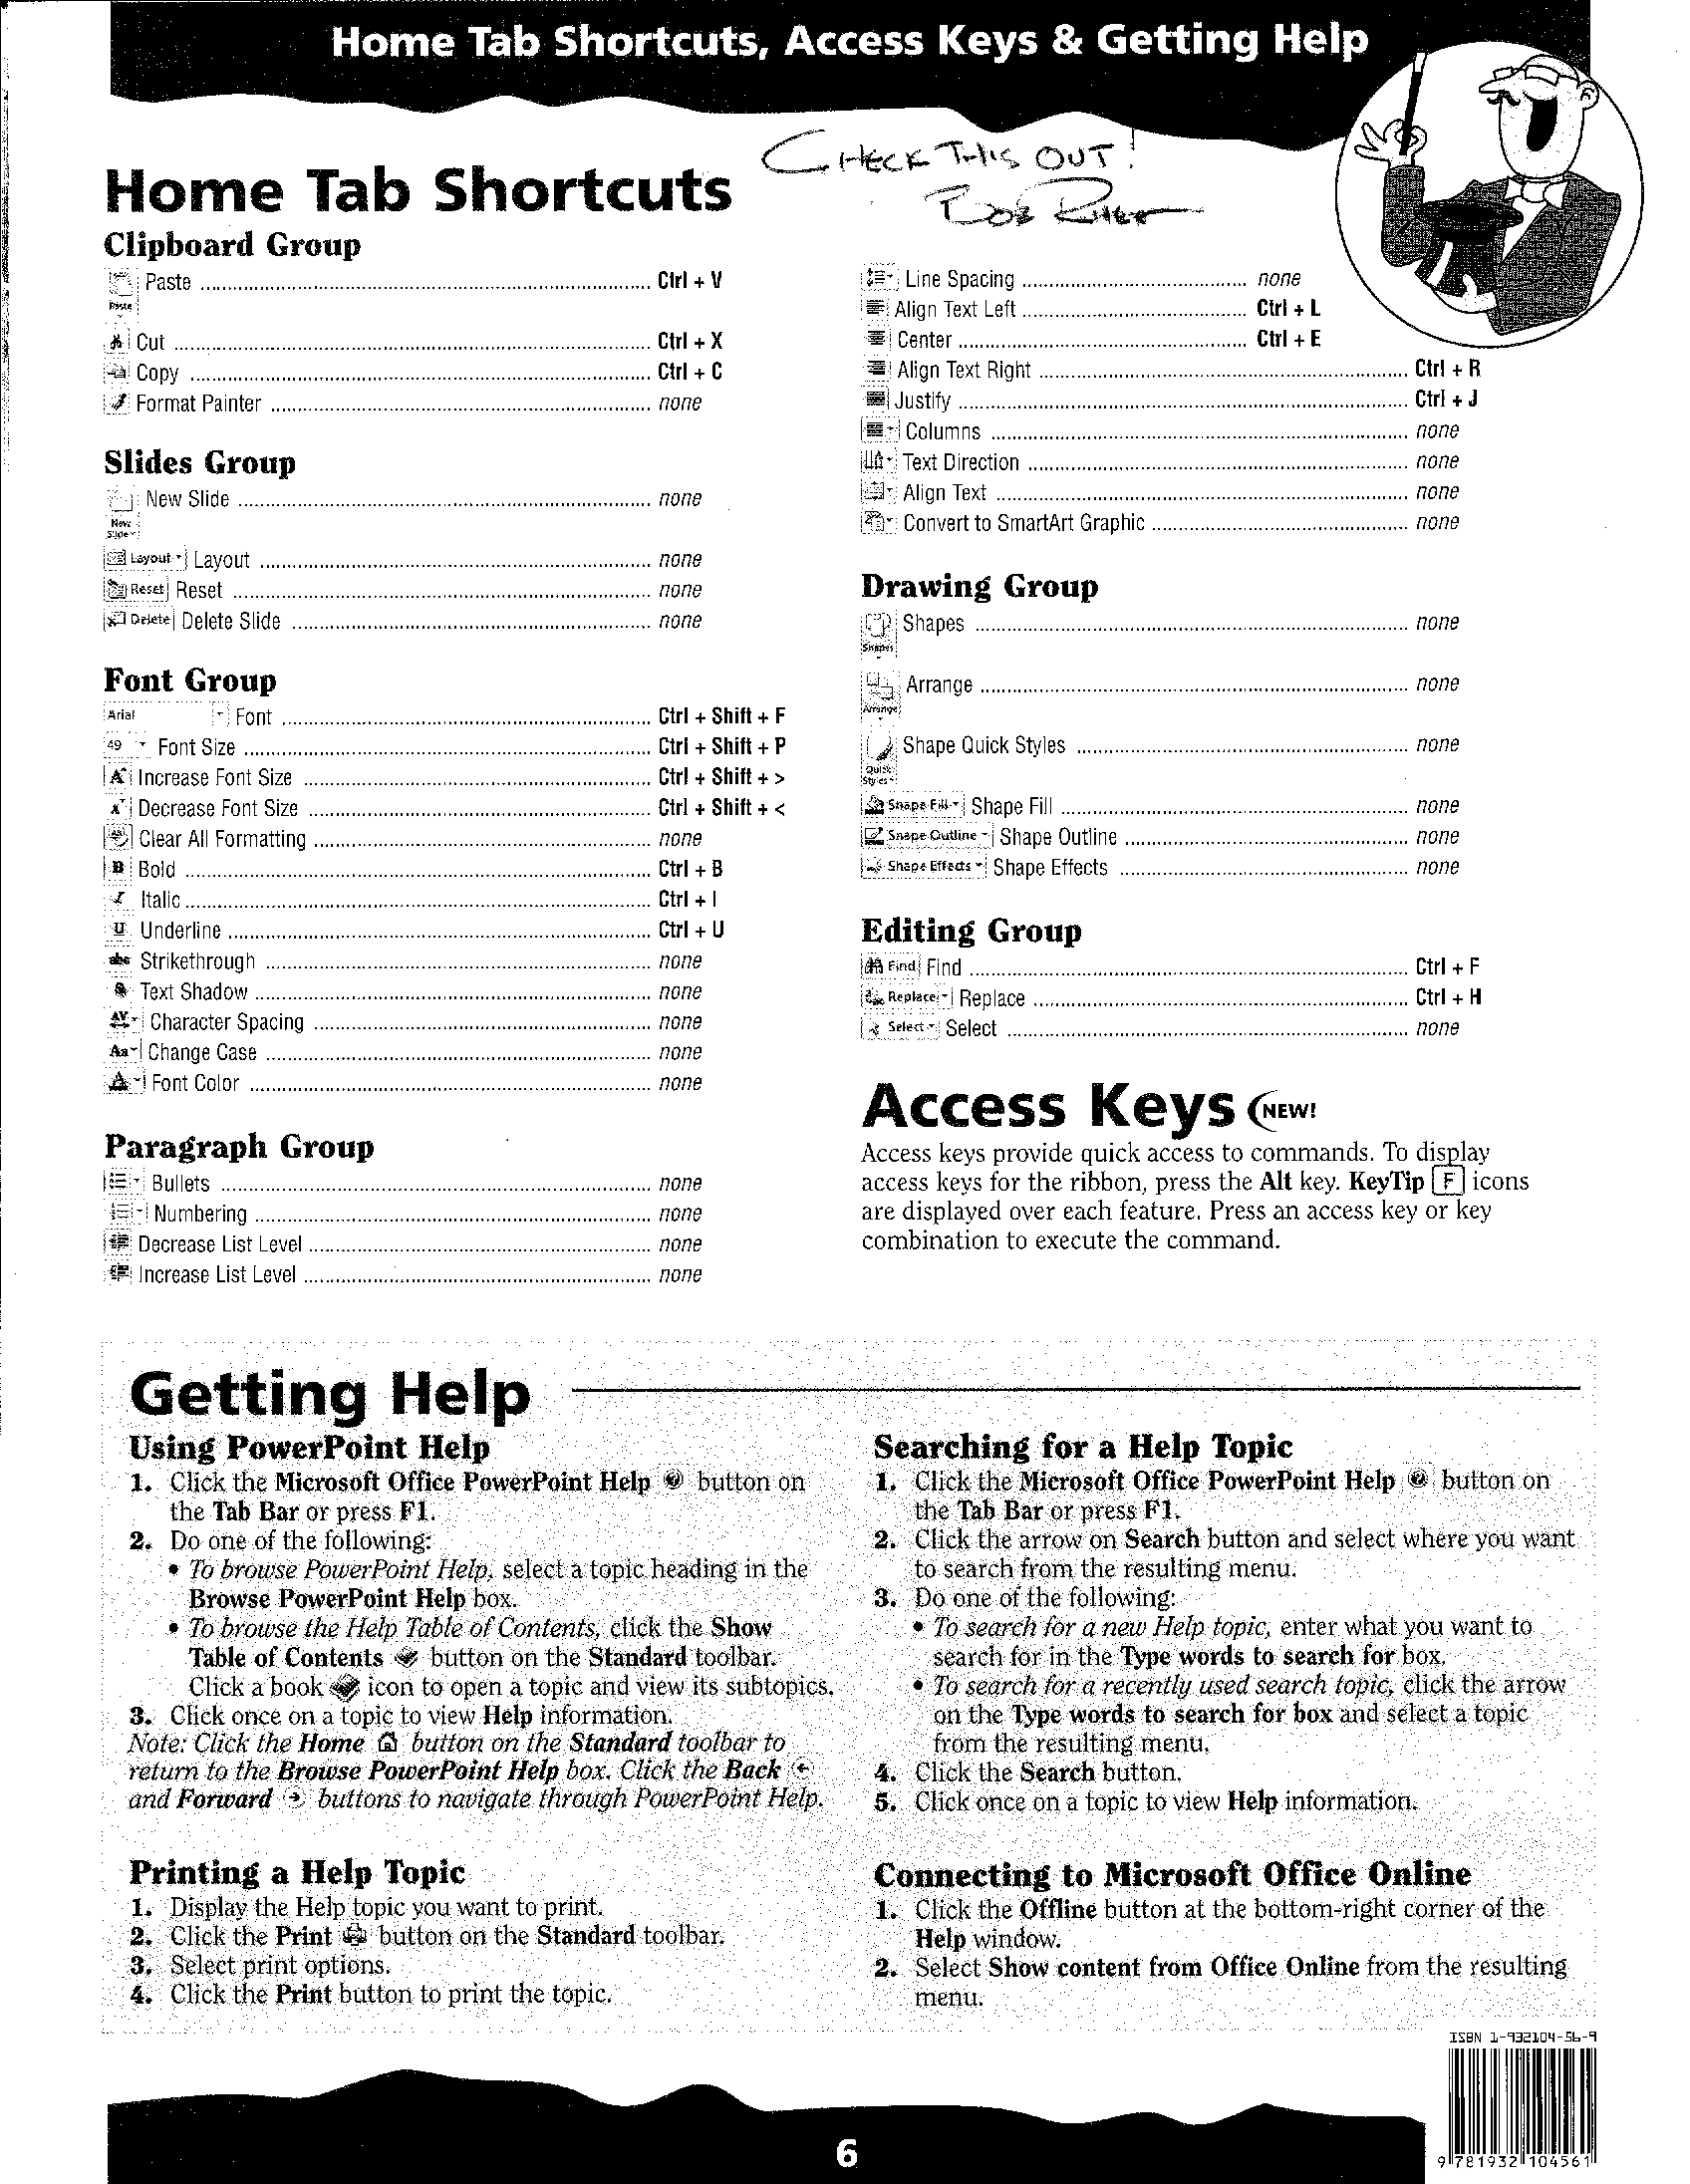 Home Tab Shortcuts, Access Keys & Getting Help
CHECK THIS OUT!
BOB
Home Tab Shortcuts
Clipboard Group
Paste Paste ........ Ctrl + V
Cut ........ Ctrl + X
Copy ........ Ctrl + C
Format Painter ........ none
Slides Group
New Slide New Slide ........ none
Layout Layout ........ none
Reset Reset ........ none
Delete Delete Slide ........ none
Font Group
Arial Font ........ Ctrl + Shift + F
49 Font Size ........ Ctrl + Shift + P
A Increase Font Size ........ Ctrl + Shift + >
A Decrease Font Size ........ Ctrl + Shift + <
Clear All Formatting ........ none
B Bold ........ Ctrl + B
I Italic ........ Ctrl + I
U Underline ........ Ctrl + U
abc Strikethrough ........ none
S Text Shadow ........ none
AV Character Spacing ........ none
Aa Change Case ........ none
A Font Color ........ none
Paragraph Group
Bullets ........ none
Numbering ........ none
Decrease List Level ........ none
Increase List Level ........ none
Line Spacing ........ none
Align Text Left ........ Ctrl + L
Center ........ Ctrl + E
Align Text Right ........ Ctrl + R
Justify ........ Ctrl + J
Columns ........ none
Text Direction ........ none
Align Text ........ none
Convert to SmartArt Graphic ........ none
Drawing Group
Shapes Shapes ........ none
Arrange Arrange ........ none
Quick Styles Shape Quick Styles ........ none
Shape Fill Shape Fill ........ none
Shape Outline Shape Outline ........ none
Shape Effects Shape Effects ........ none
Editing Group
Find Find ........ Ctrl + F
Replace Replace ........ Ctrl + H
Select Select ........ none
Access Keys NEW!
Access keys provide quick access to commands. To display
access keys for the ribbon, press the Alt key. KeyTip F icons
are displayed over each feature. Press an access key or key
combination to execute the command.
Getting Help
Using PowerPoint Help
1. Click the Microsoft Office PowerPoint Help button on
the Tab Bar or press F1.
2. Do one of the following:
• To browse PowerPoint Help, select a topic heading in the
Browse PowerPoint Help box.
• To browse the Help Table of Contents, click the Show
Table of Contents button on the Standard toolbar.
Click a book icon to open a topic and view its subtopics.
3. Click once on a topic to view Help information.
Note: Click the Home button on the Standard toolbar to
return to the Browse PowerPoint Help box. Click the Back
and Forward buttons to navigate through PowerPoint Help.
Printing a Help Topic
1. Display the Help topic you want to print.
2. Click the Print button on the Standard toolbar.
3. Select print options.
4. Click the Print button to print the topic.
Searching for a Help Topic
1. Click the Microsoft Office PowerPoint Help button on
the Tab Bar or press F1.
2. Click the arrow on Search button and select where you want
to search from the resulting menu.
3. Do one of the following:
• To search for a new Help topic, enter what you want to
search for in the Type words to search for box.
• To search for a recently used search topic, click the arrow
on the Type words to search for box and select a topic
from the resulting menu.
4. Click the Search button.
5. Click once on a topic to view Help information.
Connecting to Microsoft Office Online
1. Click the Offline button at the bottom-right corner of the
Help window.
2. Select Show content from Office Online from the resulting
menu.
ISBN 1-932104-56-9
9 781932 104561
6